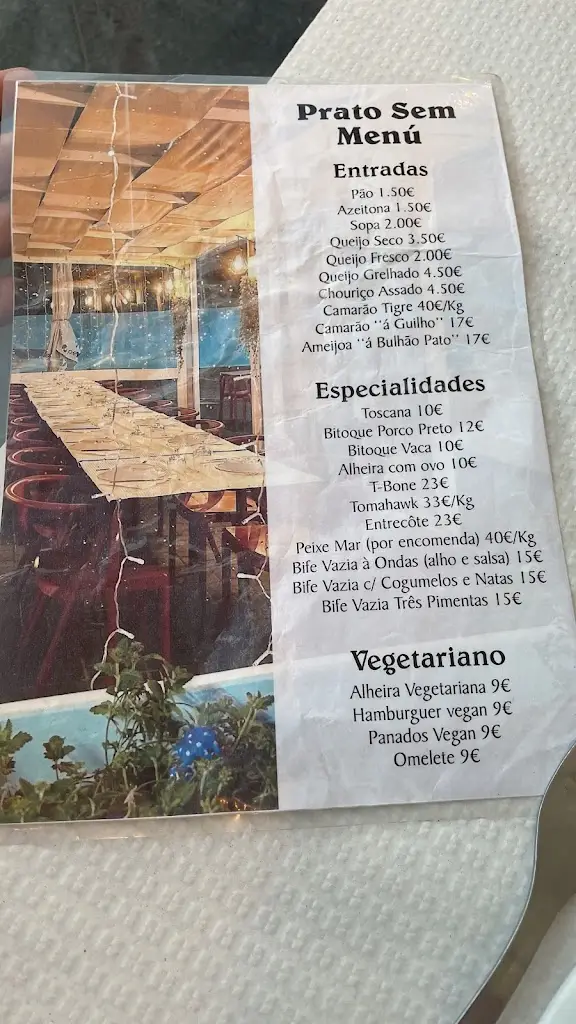 Prato Sem
Menú
Entradas
Pão 1.50€
Azeitona 1.50€
Sopa 2.00€
Queijo Seco 3.50€
Queijo Fresco 2.00€
Queijo Grelhado 4.50€
Chouriço Assado 4.50€
Camarão Tigre 40€/Kg
Camarão "á Guilho" 17€
Ameijoa "á Bulhão Pato" 17€
Especialidades
Toscana 10€
Bitoque Porco Preto 12€
Bitoque Vaca 10€
Alheira com ovo 10€
T-Bone 23€
Tomahawk 33€/Kg
Entrecôte 23€
Peixe Mar (por encomenda) 40€/Kg
Bife Vazia à Ondas (alho e salsa) 15€
Bife Vazia c/ Cogumelos e Natas 15€
Bife Vazia Três Pimentas 15€
Vegetariano
Alheira Vegetariana 9€
Hamburguer vegan 9€
Panados Vegan 9€
Omelete 9€